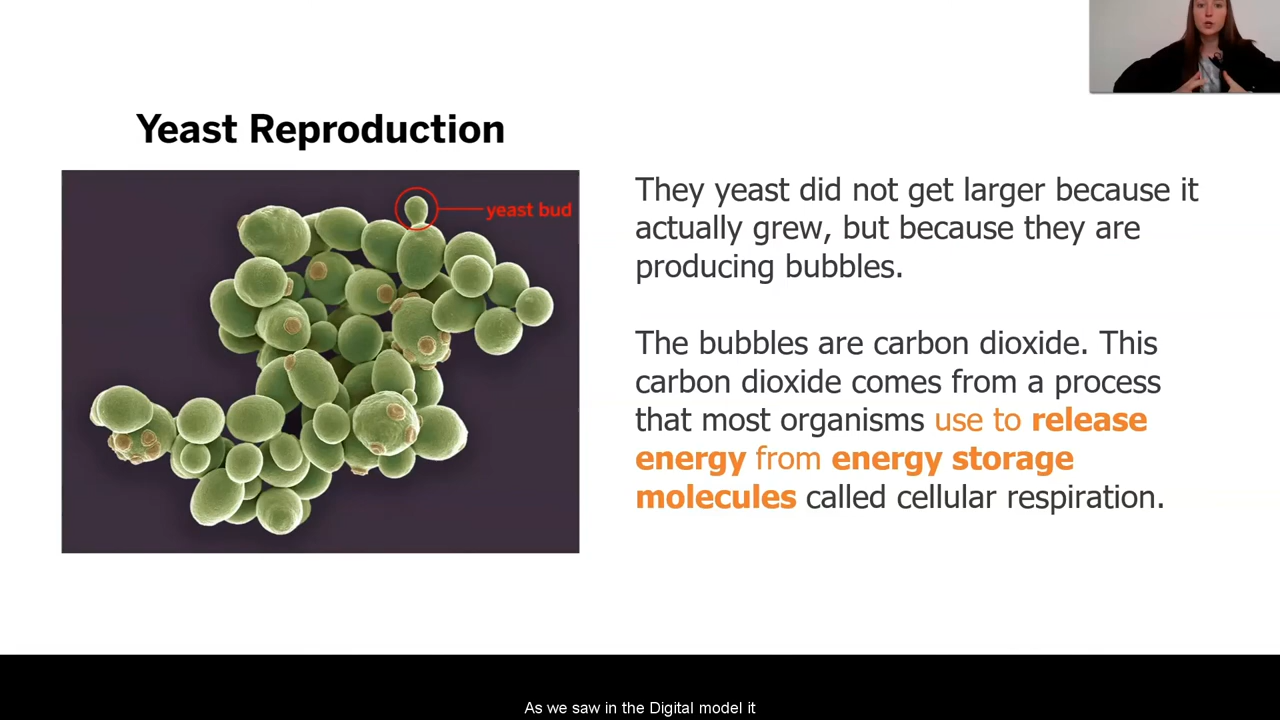 Yeast Reproduction
yeast bud
They yeast did not get larger because it
actually grew, but because they are
producing bubbles.
The bubbles are carbon dioxide. This
carbon dioxide comes from a process
that most organisms use to release
energy from energy storage
molecules called cellular respiration.
As we saw in the Digital model it